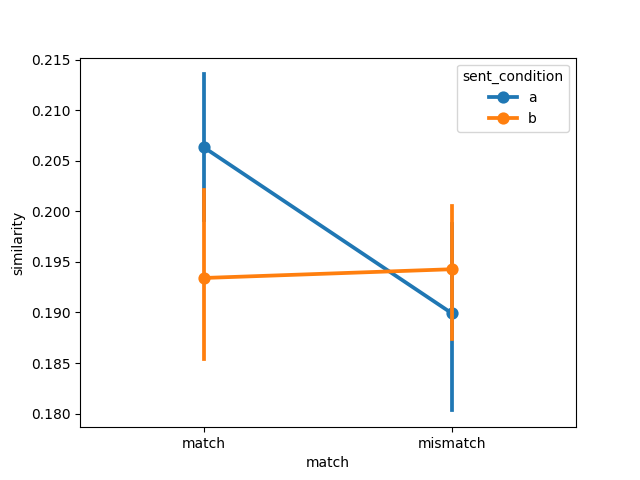 0.215
0.210
0.205
0.200
0.195
0.190
0.185
0.180
similarity
match
mismatch
match
sent_condition
a
b